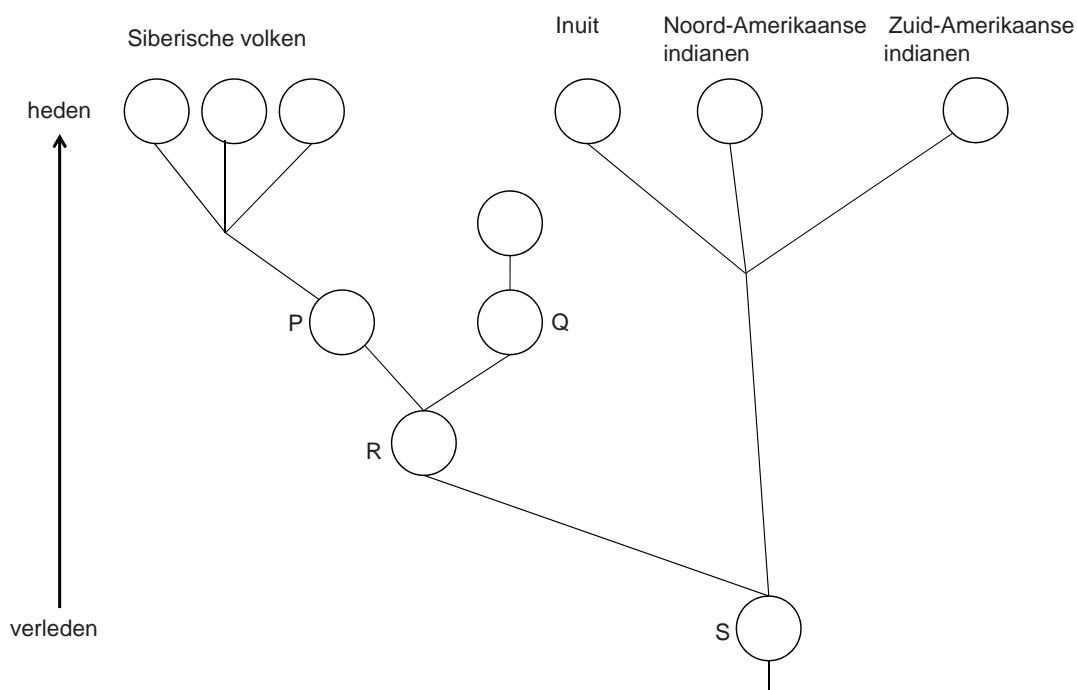 Siberische volken
Inuit
Noord-Amerikaanse
indianen
Zuid-Amerikaanse
indianen
heden
P
Q
R
verleden
S